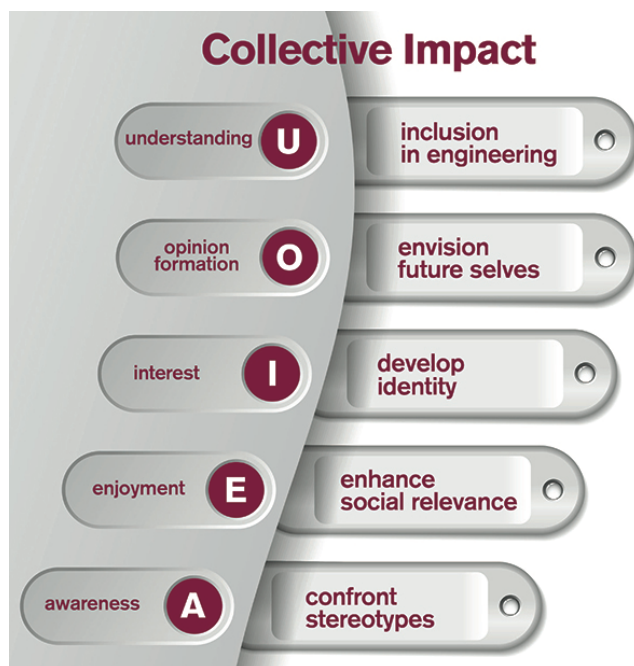 Collective Impact
understanding
U
inclusion
in engineering
opinion
formation
O
envision
future selves
interest
I
develop
identity
enjoyment
E
enhance
social relevance
awareness
A
confront
stereotypes